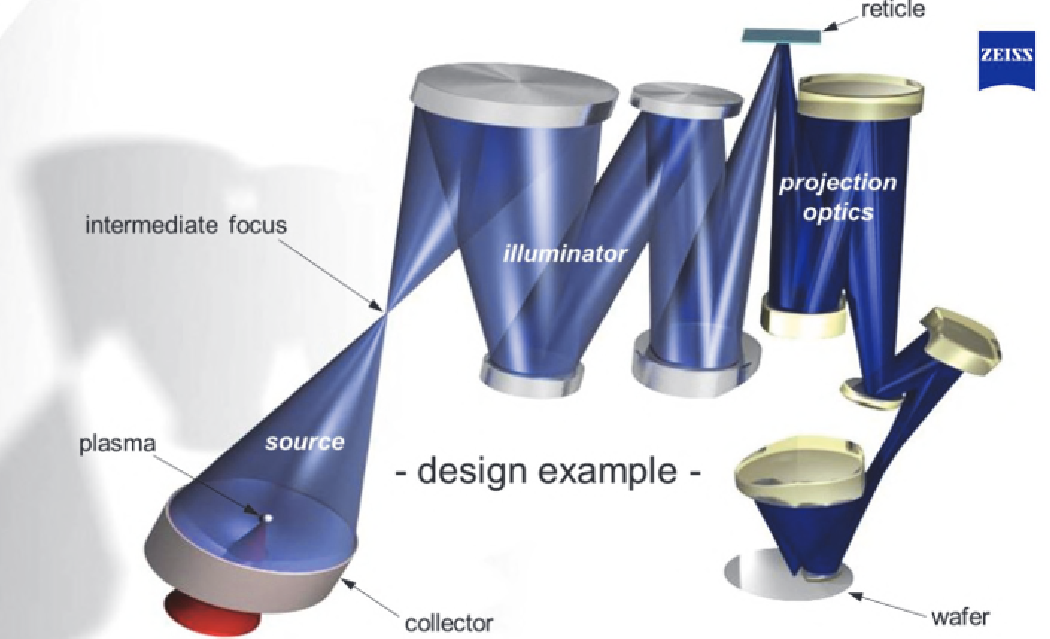 reticle
ZEISS
projection
optics
intermediate focus
illuminator
plasma
source
- design example -
collector
wafer